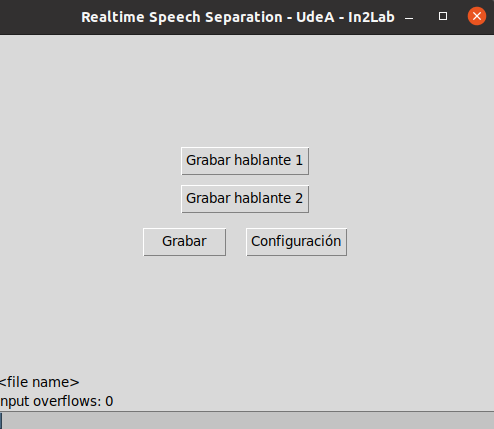 Realtime Speech Separation - UdeA - In2Lab
Grabar hablante 1
Grabar hablante 2
Grabar Configuración
<file name>
nput overflows: 0